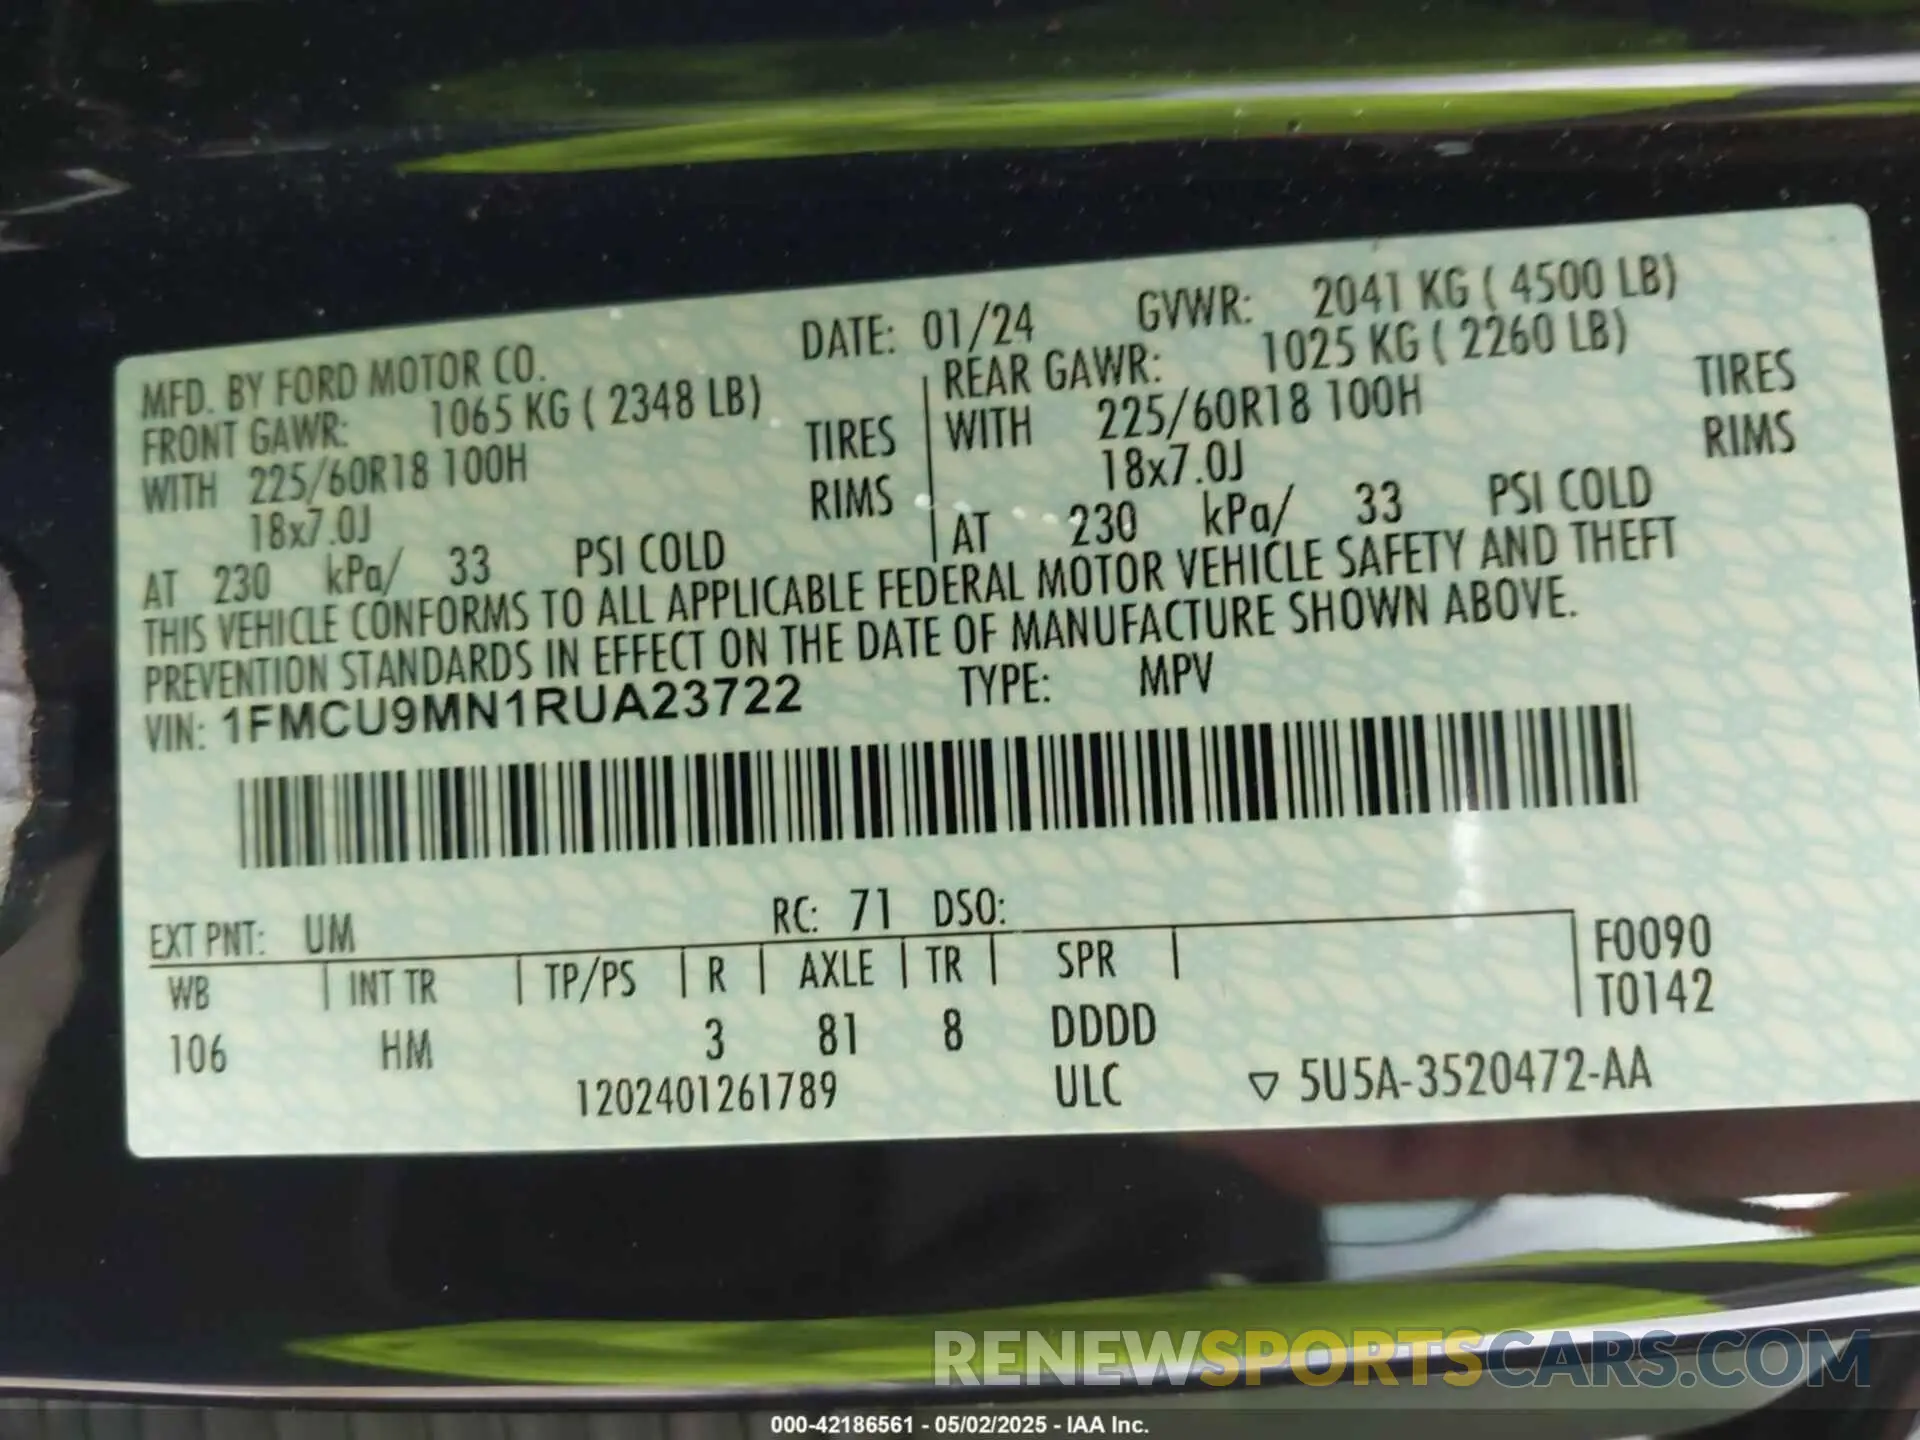 MFD. BY FORD MOTOR CO. DATE: 01/24 GVWR: 2041 KG ( 4500 LB)
FRONT GAWR: 1065 KG ( 2348 LB) REAR GAWR: 1025 KG ( 2260 LB)
WITH 225/60R18 100H TIRES WITH 225/60R18 100H TIRES
18x7.0J RIMS 18x7.0J RIMS
AT 230 kPa/ 33 PSI COLD AT 230 kPa/ 33 PSI COLD
THIS VEHICLE CONFORMS TO ALL APPLICABLE FEDERAL MOTOR VEHICLE SAFETY AND THEFT
PREVENTION STANDARDS IN EFFECT ON THE DATE OF MANUFACTURE SHOWN ABOVE.
VIN: 1FMCU9MN1RUA23722 TYPE: MPV
EXT PNT: UM RC: 71 DSO:
WB INT TR TP/PS R AXLE TR SPR F0090
T0142
106 HM 3 81 8 DDDD
1202401261789 ULC ▽ 5U5A-3520472-AA
RENEWSPORTSCARS.COM
000-42186561 - 05/02/2025 - IAA Inc.